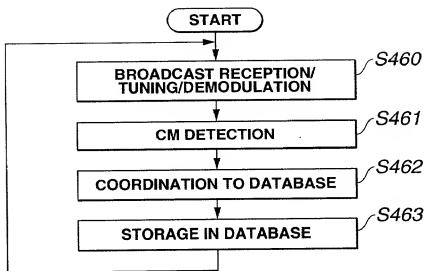 START
BROADCAST RECEPTION/
TUNING/DEMODULATION
S460
CM DETECTION
S461
COORDINATION TO DATABASE
S462
STORAGE IN DATABASE
S463